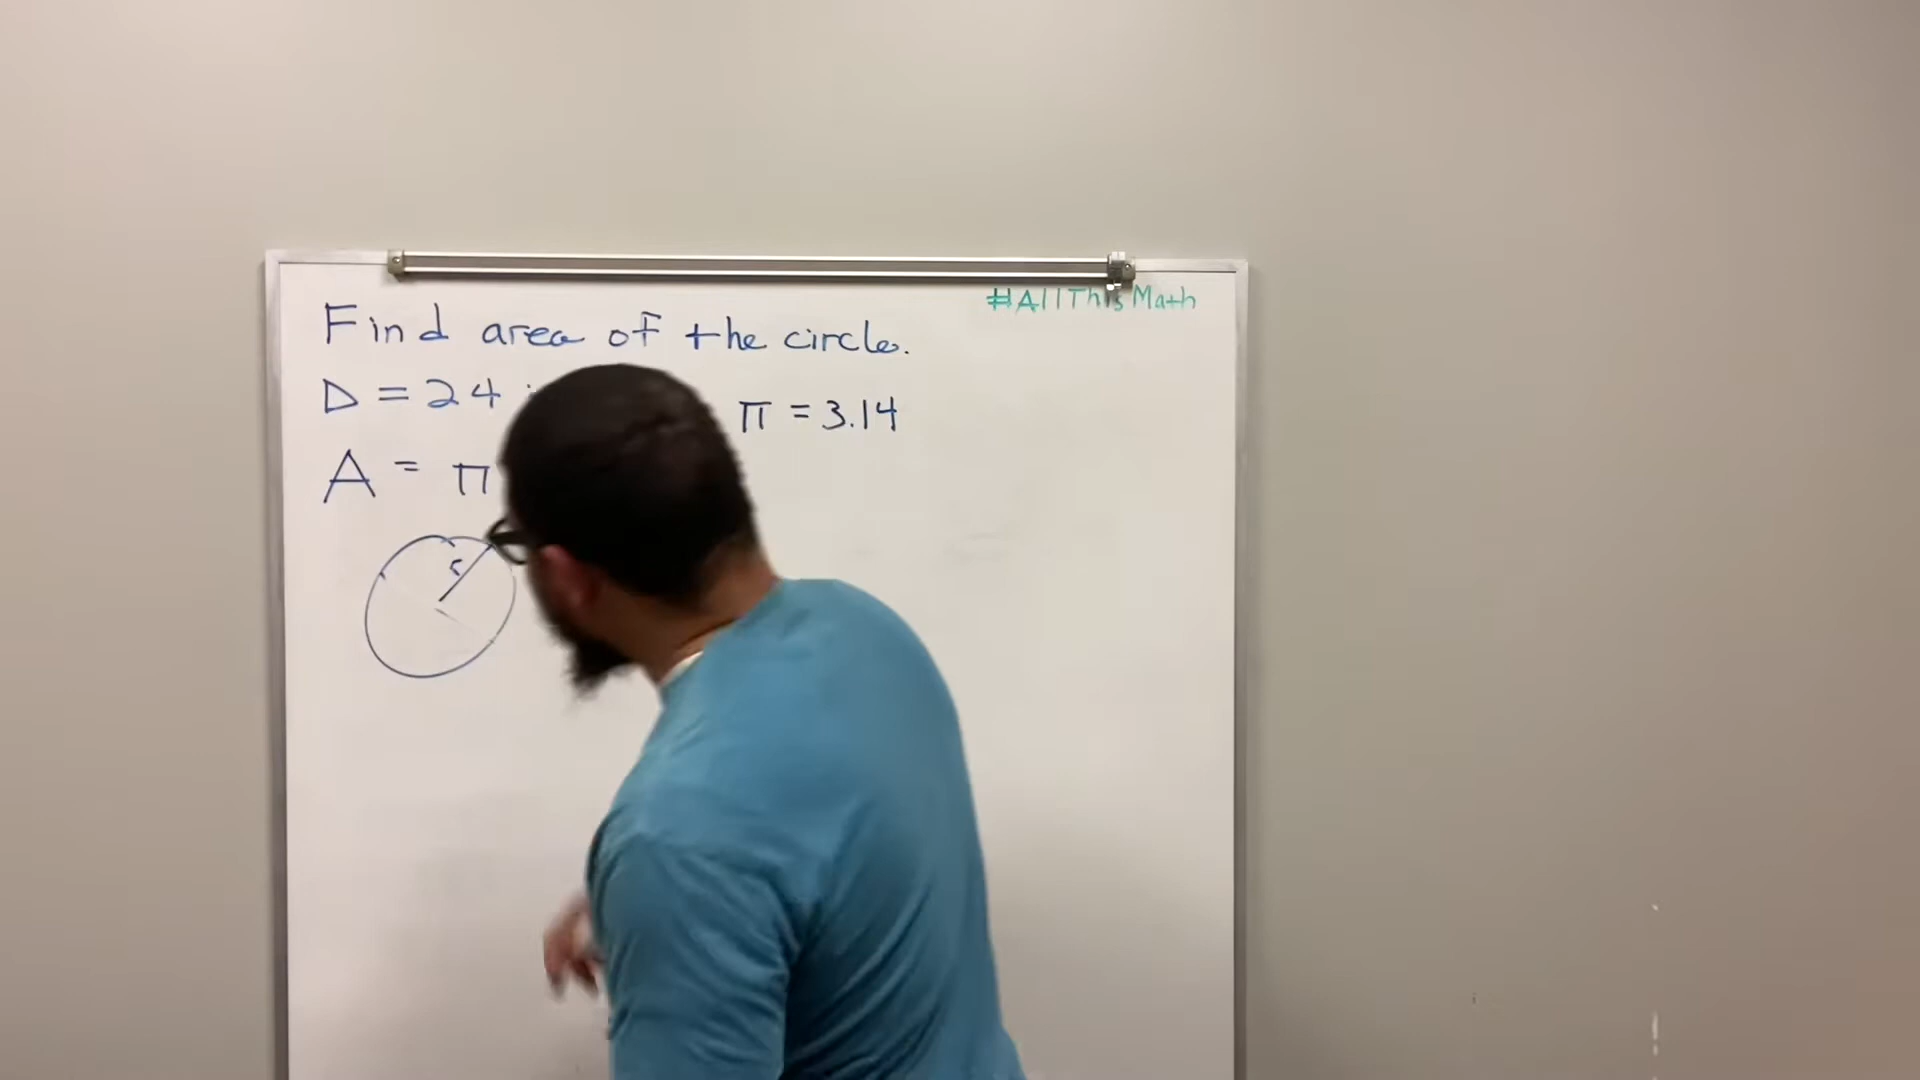 #AllThisMath
Find area of the circle.
D = 24
π = 3.14
A = π
r